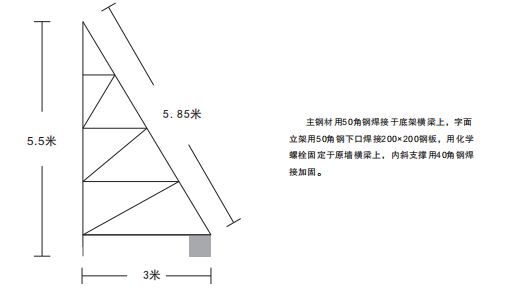 5.85米
5.5米
3米
主钢材用50角钢焊接于底架横梁上，字面
立架用50角钢下口焊接200×200钢板，用化学
螺栓固定于原墙横梁上，内斜支撑用40角钢焊
接加固。